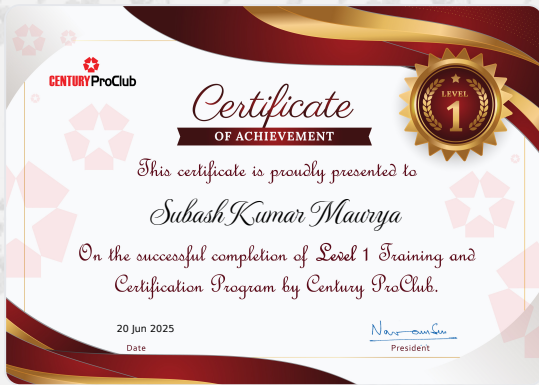 CENTURY ProClub
LEVEL
1
Certificate
OF ACHIEVEMENT
This certificate is proudly presented to
Subash Kumar Maurya
On the successful completion of Level 1 Training and
Certification Program by Century ProClub.
20 Jun 2025
Date
President